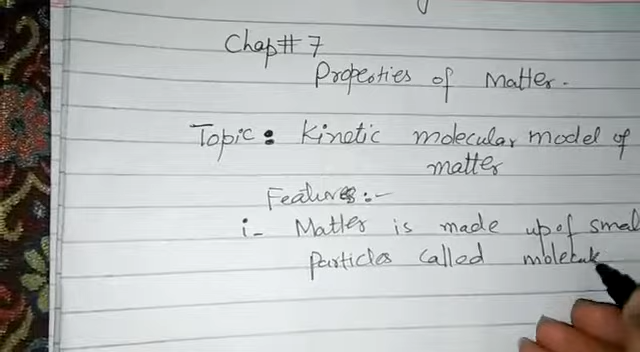 Chap# 7
Properties of Matter.
Topic: Kinetic molecular model of
matter
Features:-
i- Matter is made up of small
particles called molecule